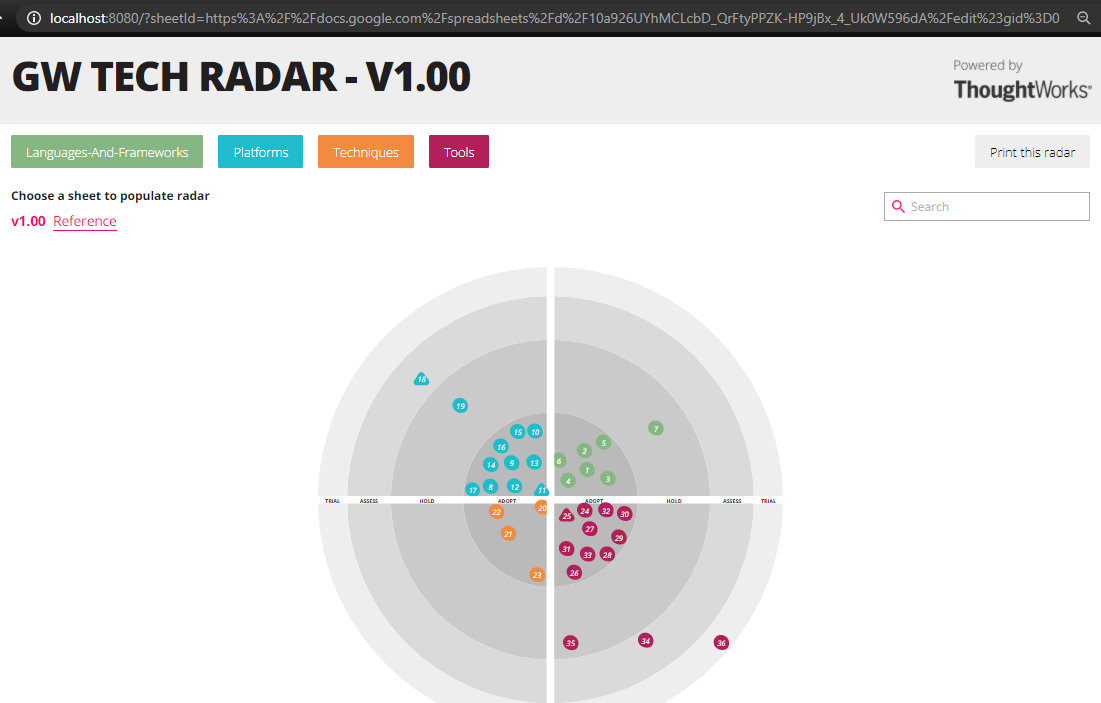 localhost:8080/?sheetId=https%3A%2F%2Fdocs.google.com%2Fspreadsheets%2Fd%2F10a926UYhMCLcbD_QrFtyPPZK-HP9jBx_4_Uk0W596dA%2Fedit%23gid%3D0
GW TECH RADAR - V1.00
Powered by
ThoughtWorks®
Languages-And-Frameworks Platforms Techniques Tools Print this radar
Choose a sheet to populate radar
v1.00 Reference
Search
18
19
7
15 10
5
16
2
14 9 13
6
1
4 3
17 8 12 11
TRIAL ASSESS HOLD ADOPT ADOPT HOLD ASSESS TRIAL
22 20
25 24 32 30
21
27
29
31 33 28
23
26
35 34 36